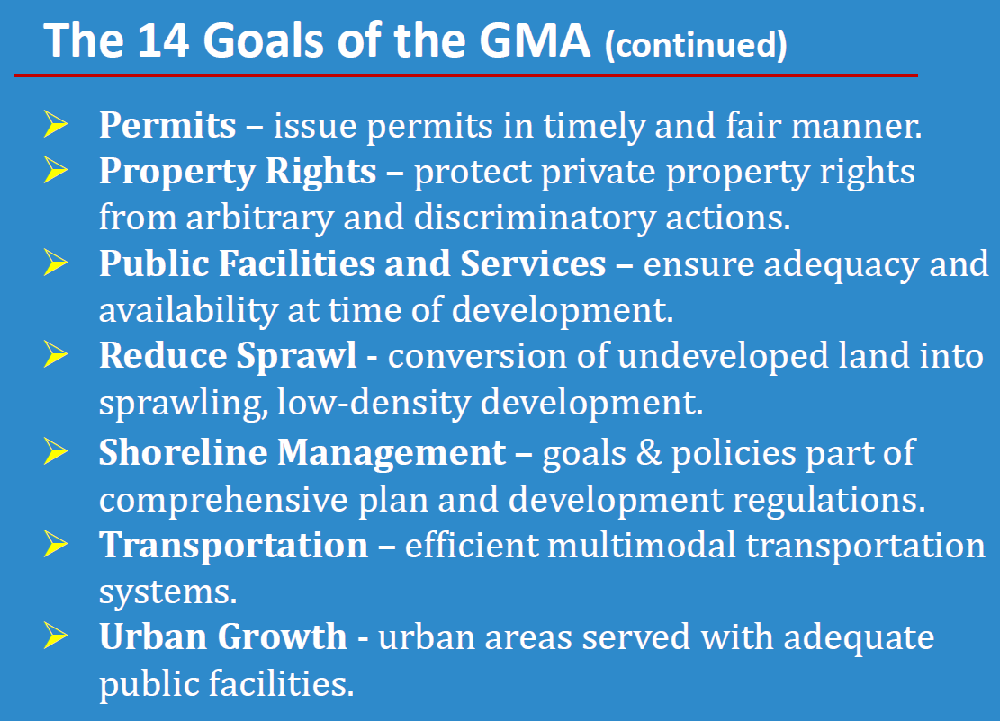 The 14 Goals of the GMA (continued)
Permits – issue permits in timely and fair manner.
Property Rights – protect private property rights
from arbitrary and discriminatory actions.
Public Facilities and Services – ensure adequacy and
availability at time of development.
Reduce Sprawl - conversion of undeveloped land into
sprawling, low-density development.
Shoreline Management – goals & policies part of
comprehensive plan and development regulations.
Transportation – efficient multimodal transportation
systems.
Urban Growth - urban areas served with adequate
public facilities.